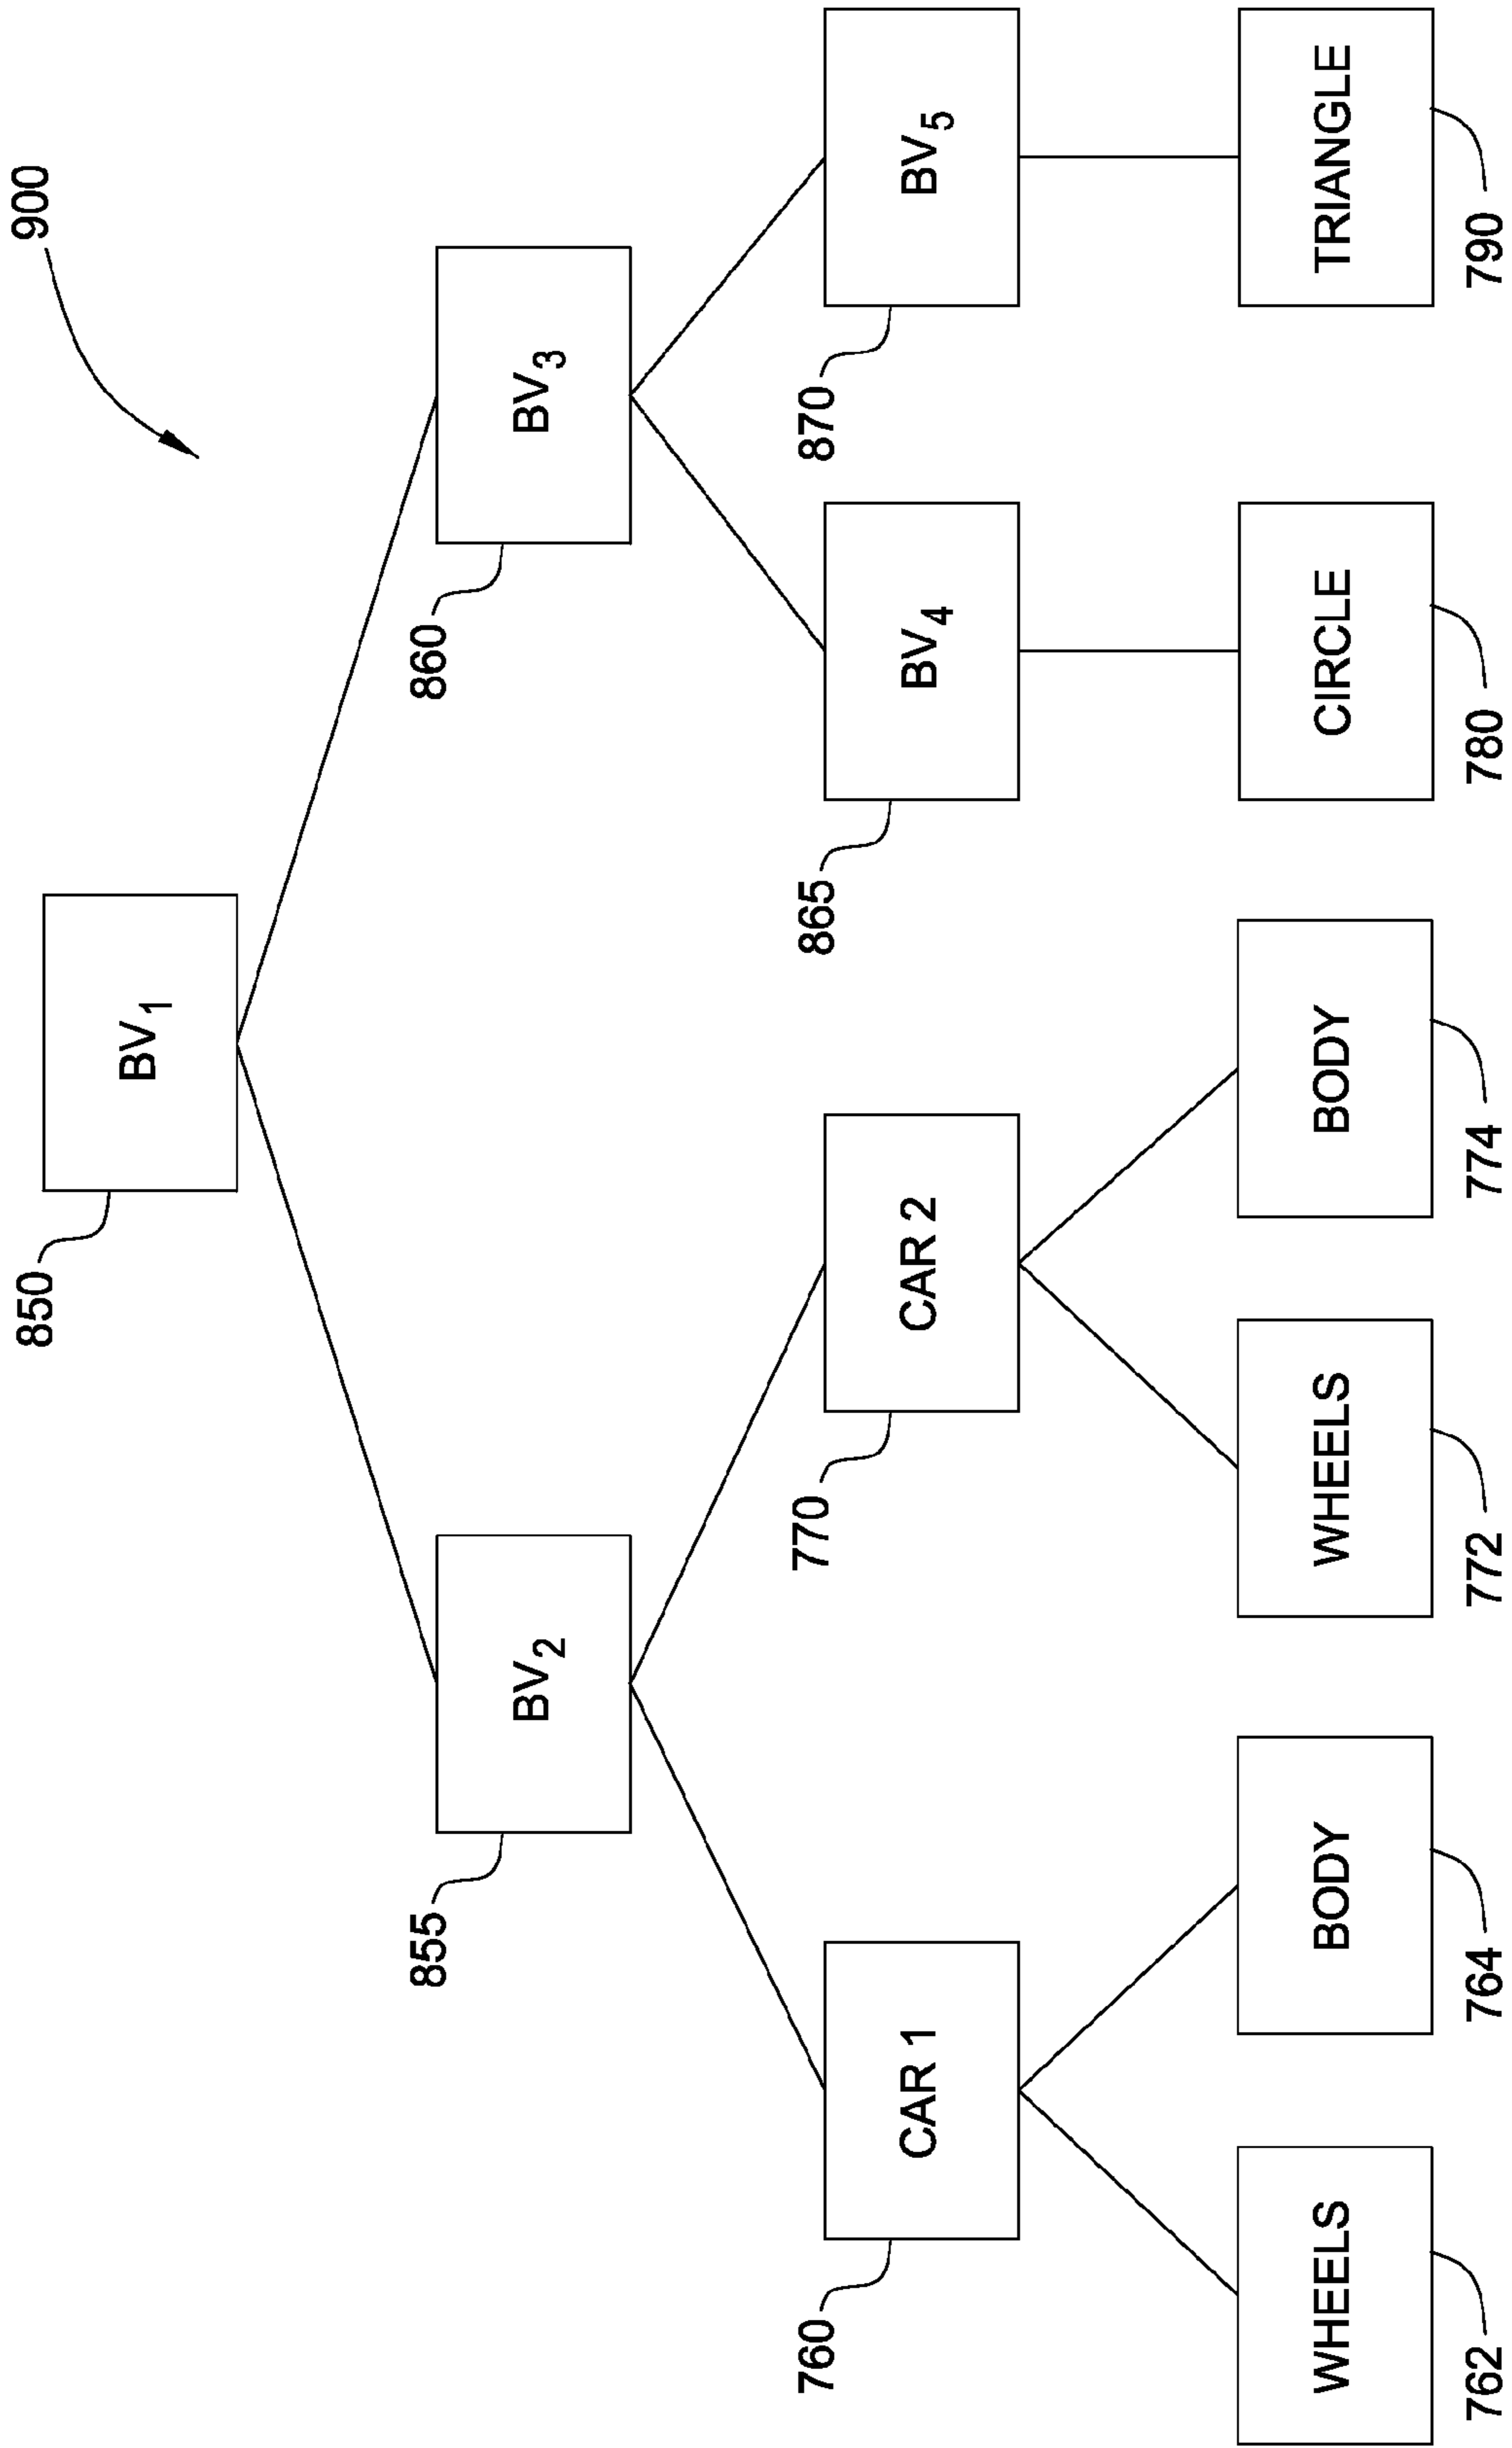 900
850
BV1
855
BV2
860
BV3
760
CAR 1
770
CAR 2
865
BV4
870
BV5
WHEELS
BODY
WHEELS
BODY
CIRCLE
TRIANGLE
762
764
772
774
780
790